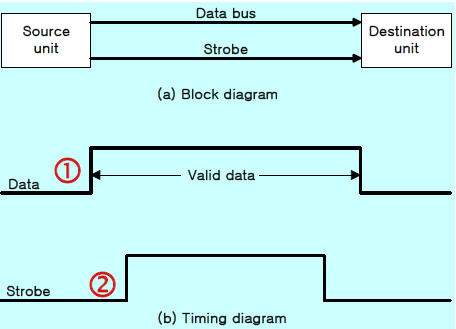 Data bus
Source
unit
Destination
unit
Strobe
(a) Block diagram
①
Valid data
Data
②
Strobe
(b) Timing diagram